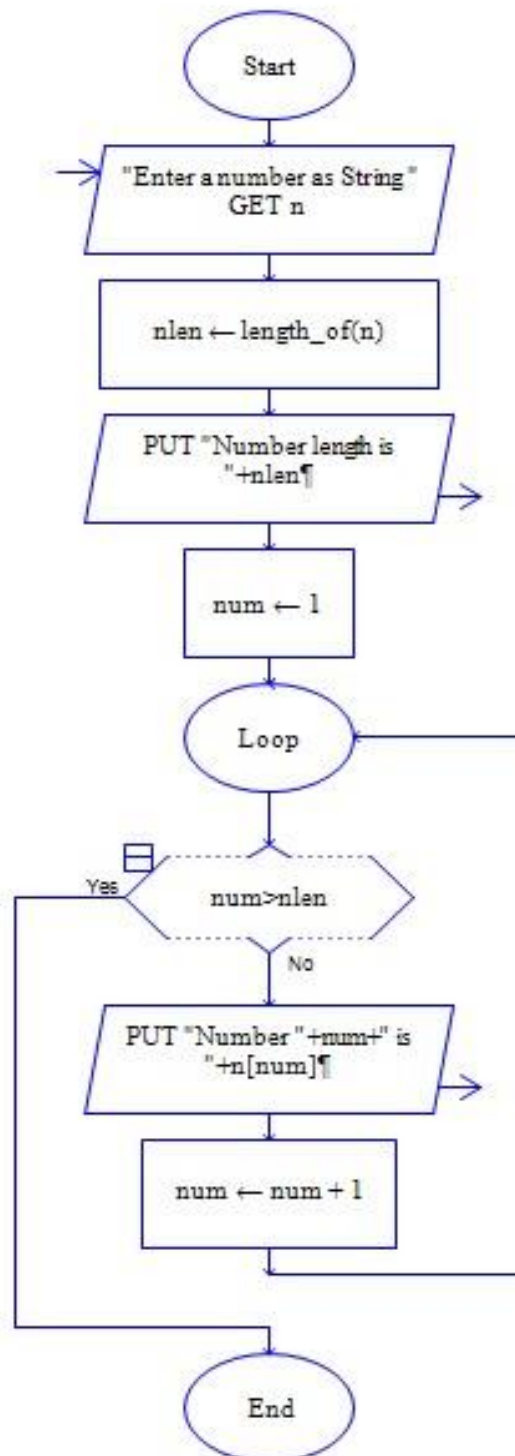 Start
"Enter a number as String"
GET n
nlen ← length_of(n)
PUT "Number length is
"+nlen¶
num ← 1
Loop
Yes
num>nlen
No
PUT "Number "+num+" is
"+n[num]¶
num ← num + 1
End